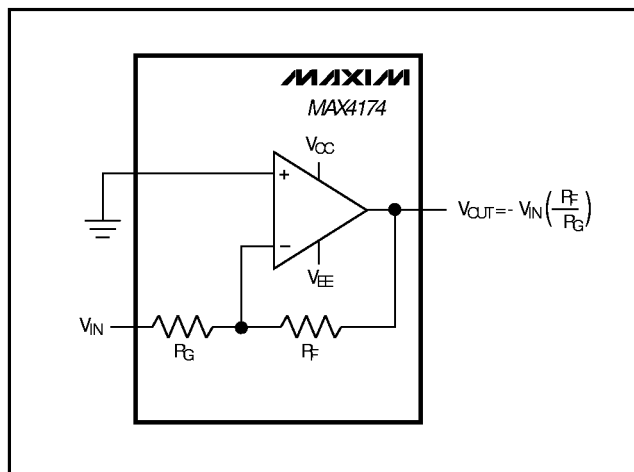 MAXIM
MAX4174
VCC
+
−
VEE
VOUT = - VIN (RF/RG)
VIN
RG
RF